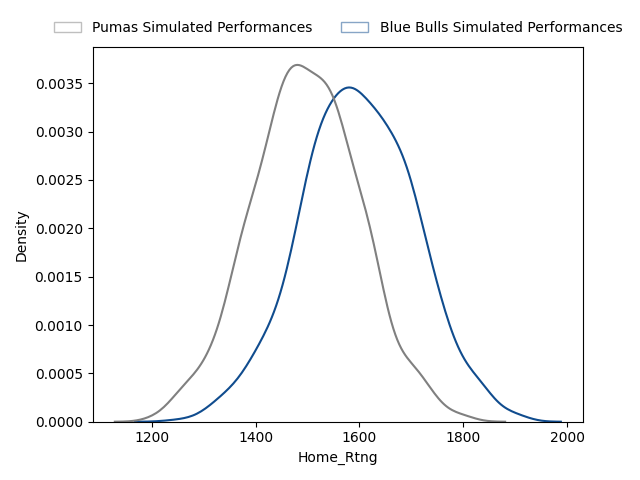 Pumas Simulated Performances Blue Bulls Simulated Performances
0.0035
0.0030
0.0025
0.0020
0.0015
0.0010
0.0005
0.0000
Density
1200 1400 1600 1800 2000
Home_Rtng